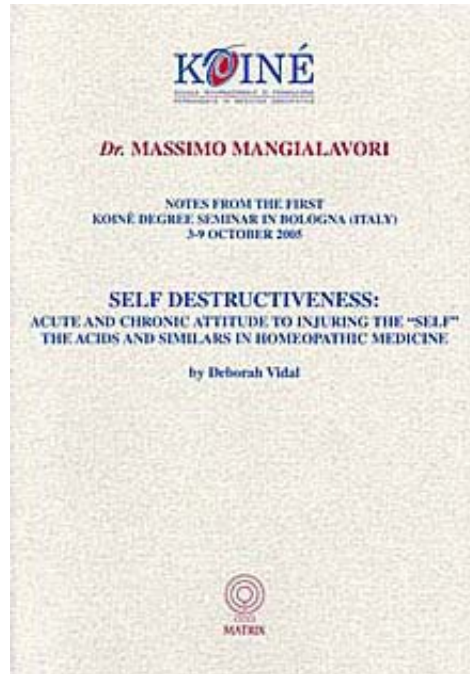 KOINÉ
Dr. MASSIMO MANGIALAVORI
NOTES FROM THE FIRST
KOINÈ DEGREE SEMINAR IN BOLOGNA (ITALY)
3-9 OCTOBER 2005
SELF DESTRUCTIVENESS:
ACUTE AND CHRONIC ATTITUDE TO INJURING THE “SELF”
THE ACIDS AND SIMILARS IN HOMEOPATHIC MEDICINE
by Deborah Vidal
MATRIX